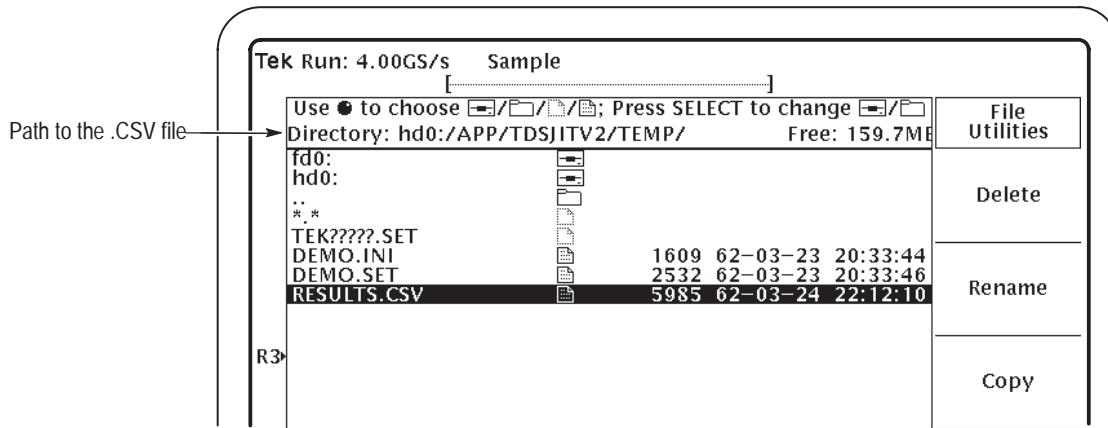 Tek Run: 4.00GS/s Sample
Use to choose / / / ; Press SELECT to change /
Path to the .CSV file
Directory: hd0:/APP/TDSJITV2/TEMP/ Free: 159.7MB
File
Utilities
fd0:
hd0:
..
*.*
TEK?????.SET
DEMO.INI 1609 62-03-23 20:33:44
DEMO.SET 2532 62-03-23 20:33:46
RESULTS.CSV 5985 62-03-24 22:12:10
Delete
Rename
R3
Copy